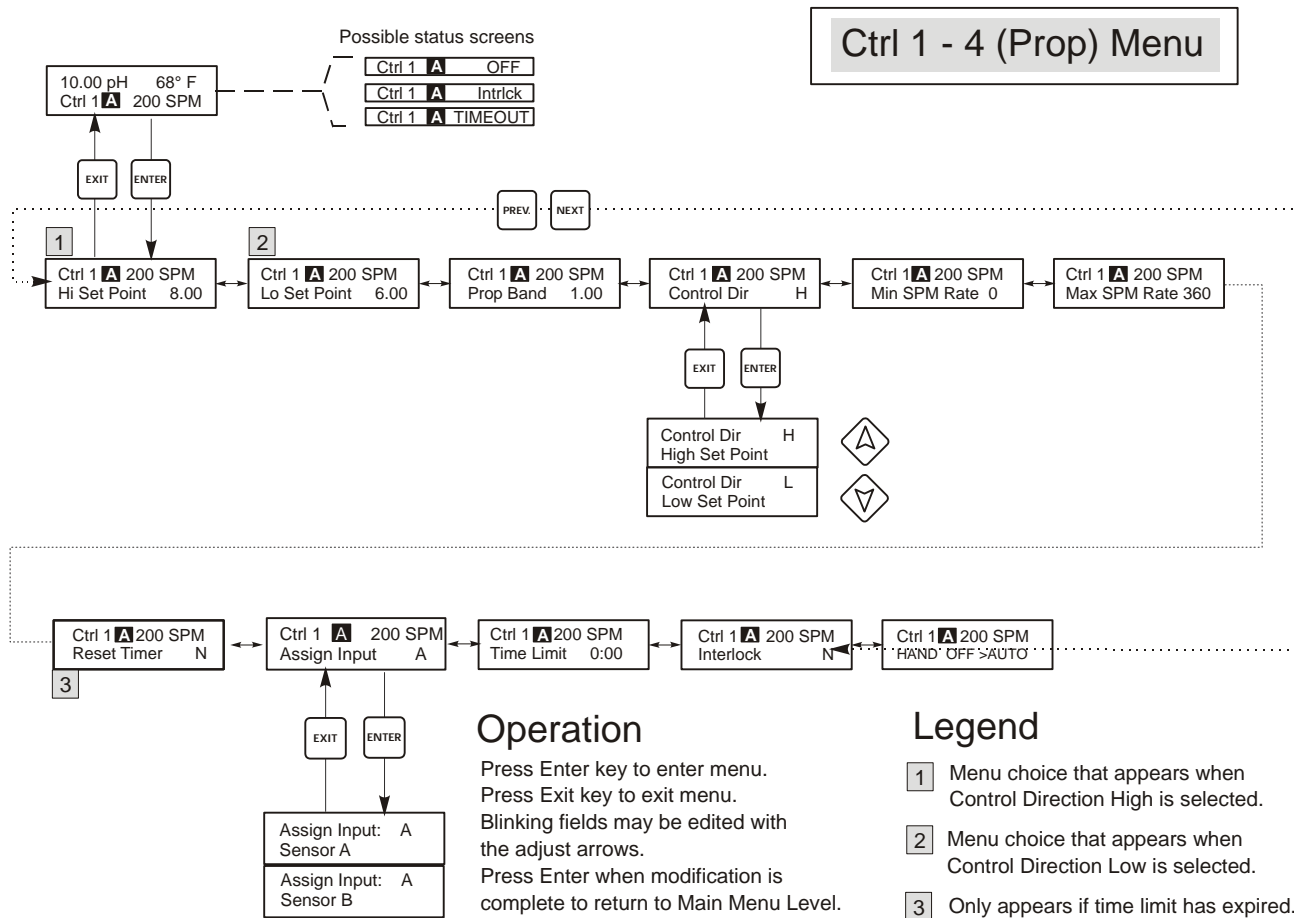 Ctrl 1 - 4 (Prop) Menu
Possible status screens
10.00 pH 68° F
Ctrl 1 A 200 SPM
Ctrl 1 A OFF
Ctrl 1 A Intrlck
Ctrl 1 A TIMEOUT
EXIT
ENTER
PREV.
NEXT
1
Ctrl 1 A 200 SPM
Hi Set Point 8.00
2
Ctrl 1 A 200 SPM
Lo Set Point 6.00
Ctrl 1 A 200 SPM
Prop Band 1.00
Ctrl 1 A 200 SPM
Control Dir H
Ctrl 1 A 200 SPM
Min SPM Rate 0
Ctrl 1 A 200 SPM
Max SPM Rate 360
EXIT
ENTER
Control Dir H
High Set Point
Control Dir L
Low Set Point
Ctrl 1 A 200 SPM
Reset Timer N
3
Ctrl 1 A 200 SPM
Assign Input A
Ctrl 1 A 200 SPM
Time Limit 0:00
Ctrl 1 A 200 SPM
Interlock N
Ctrl 1 A 200 SPM
HAND OFF >AUTO
EXIT
ENTER
Assign Input: A
Sensor A
Assign Input: A
Sensor B
Operation
Press Enter key to enter menu.
Press Exit key to exit menu.
Blinking fields may be edited with
the adjust arrows.
Press Enter when modification is
complete to return to Main Menu Level.
Legend
1 Menu choice that appears when
Control Direction High is selected.
2 Menu choice that appears when
Control Direction Low is selected.
3 Only appears if time limit has expired.